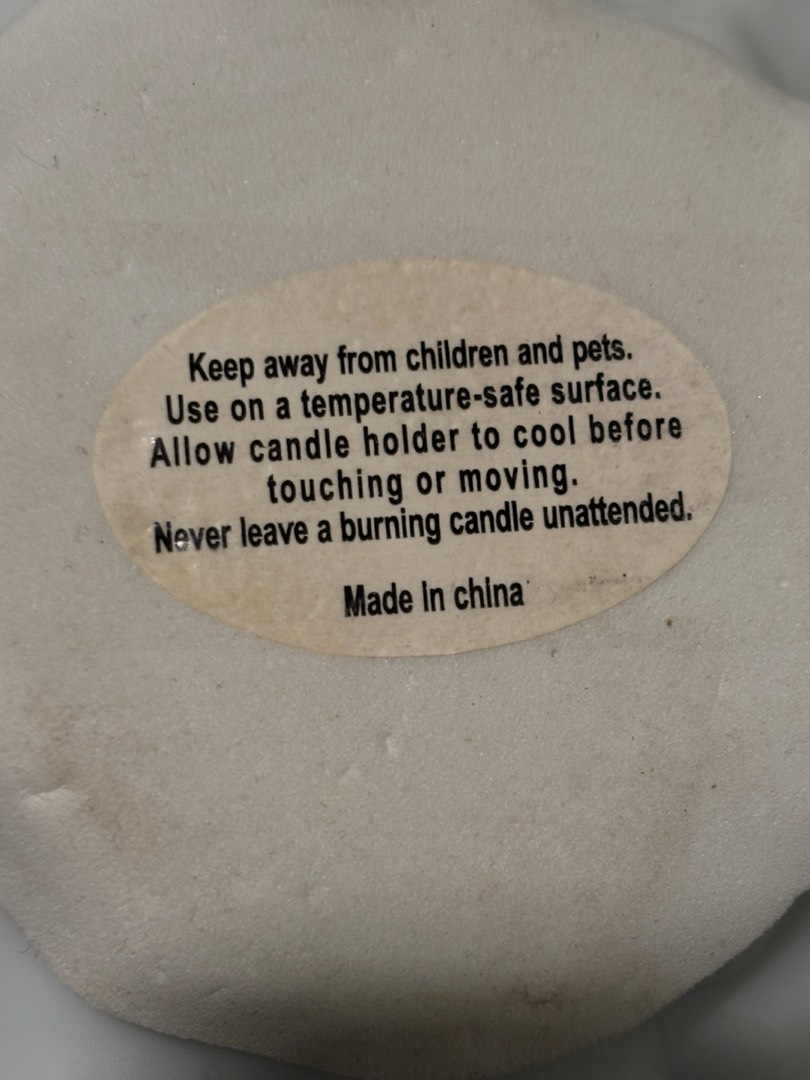 Keep away from children and pets.
Use on a temperature-safe surface.
Allow candle holder to cool before
touching or moving.
Never leave a burning candle unattended.
Made in china